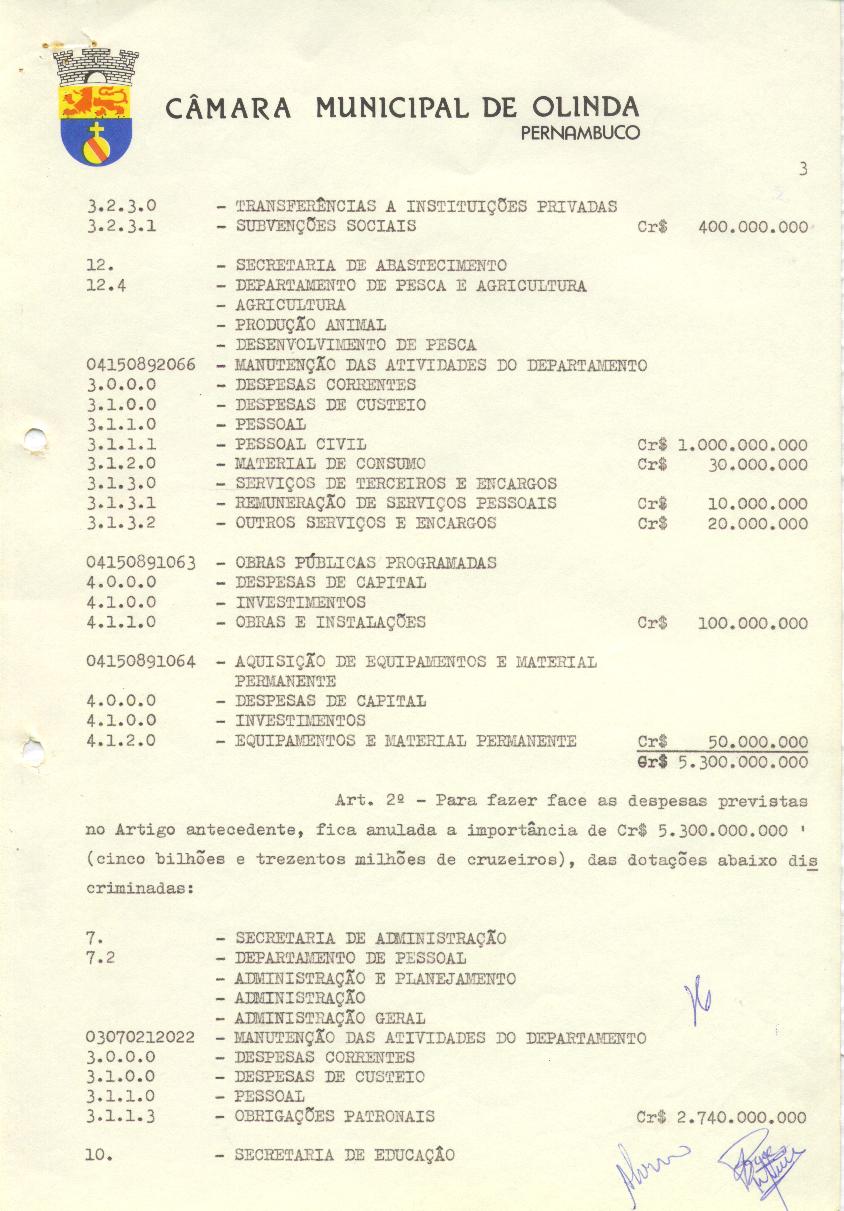 CÂMARA MUNICIPAL DE OLINDA
PERNAMBUCO
3
3.2.3.0 - TRANSFERÊNCIAS A INSTITUIÇÕES PRIVADAS
3.2.3.1 - SUBVENÇÕES SOCIAIS Cr$ 400.000.000
12. - SECRETARIA DE ABASTECIMENTO
12.4 - DEPARTAMENTO DE PESCA E AGRICULTURA
- AGRICULTURA
- PRODUÇÃO ANIMAL
- DESENVOLVIMENTO DE PESCA
04150892066 - MANUTENÇÃO DAS ATIVIDADES DO DEPARTAMENTO
3.0.0.0 - DESPESAS CORRENTES
3.1.0.0 - DESPESAS DE CUSTEIO
3.1.1.0 - PESSOAL
3.1.1.1 - PESSOAL CIVIL Cr$ 1.000.000.000
3.1.2.0 - MATERIAL DE CONSUMO Cr$ 30.000.000
3.1.3.0 - SERVIÇOS DE TERCEIROS E ENCARGOS
3.1.3.1 - REMUNERAÇÃO DE SERVIÇOS PESSOAIS Cr$ 10.000.000
3.1.3.2 - OUTROS SERVIÇOS E ENCARGOS Cr$ 20.000.000
04150891063 - OBRAS PÚBLICAS PROGRAMADAS
4.0.0.0 - DESPESAS DE CAPITAL
4.1.0.0 - INVESTIMENTOS
4.1.1.0 - OBRAS E INSTALAÇÕES Cr$ 100.000.000
04150891064 - AQUISIÇÃO DE EQUIPAMENTOS E MATERIAL
PERMANENTE
4.0.0.0 - DESPESAS DE CAPITAL
4.1.0.0 - INVESTIMENTOS
4.1.2.0 - EQUIPAMENTOS E MATERIAL PERMANENTE Cr$ 50.000.000
Cr$ 5.300.000.000
Art. 2º - Para fazer face as despesas previstas
no Artigo antecedente, fica anulada a importância de Cr$ 5.300.000.000 '
(cinco bilhões e trezentos milhões de cruzeiros), das dotações abaixo dis
criminadas:
7. - SECRETARIA DE ADMINISTRAÇÃO
7.2 - DEPARTAMENTO DE PESSOAL
- ADMINISTRAÇÃO E PLANEJAMENTO
- ADMINISTRAÇÃO
- ADMINISTRAÇÃO GERAL
03070212022 - MANUTENÇÃO DAS ATIVIDADES DO DEPARTAMENTO
3.0.0.0 - DESPESAS CORRENTES
3.1.0.0 - DESPESAS DE CUSTEIO
3.1.1.0 - PESSOAL
3.1.1.3 - OBRIGAÇÕES PATRONAIS Cr$ 2.740.000.000
10. - SECRETARIA DE EDUCAÇÃO